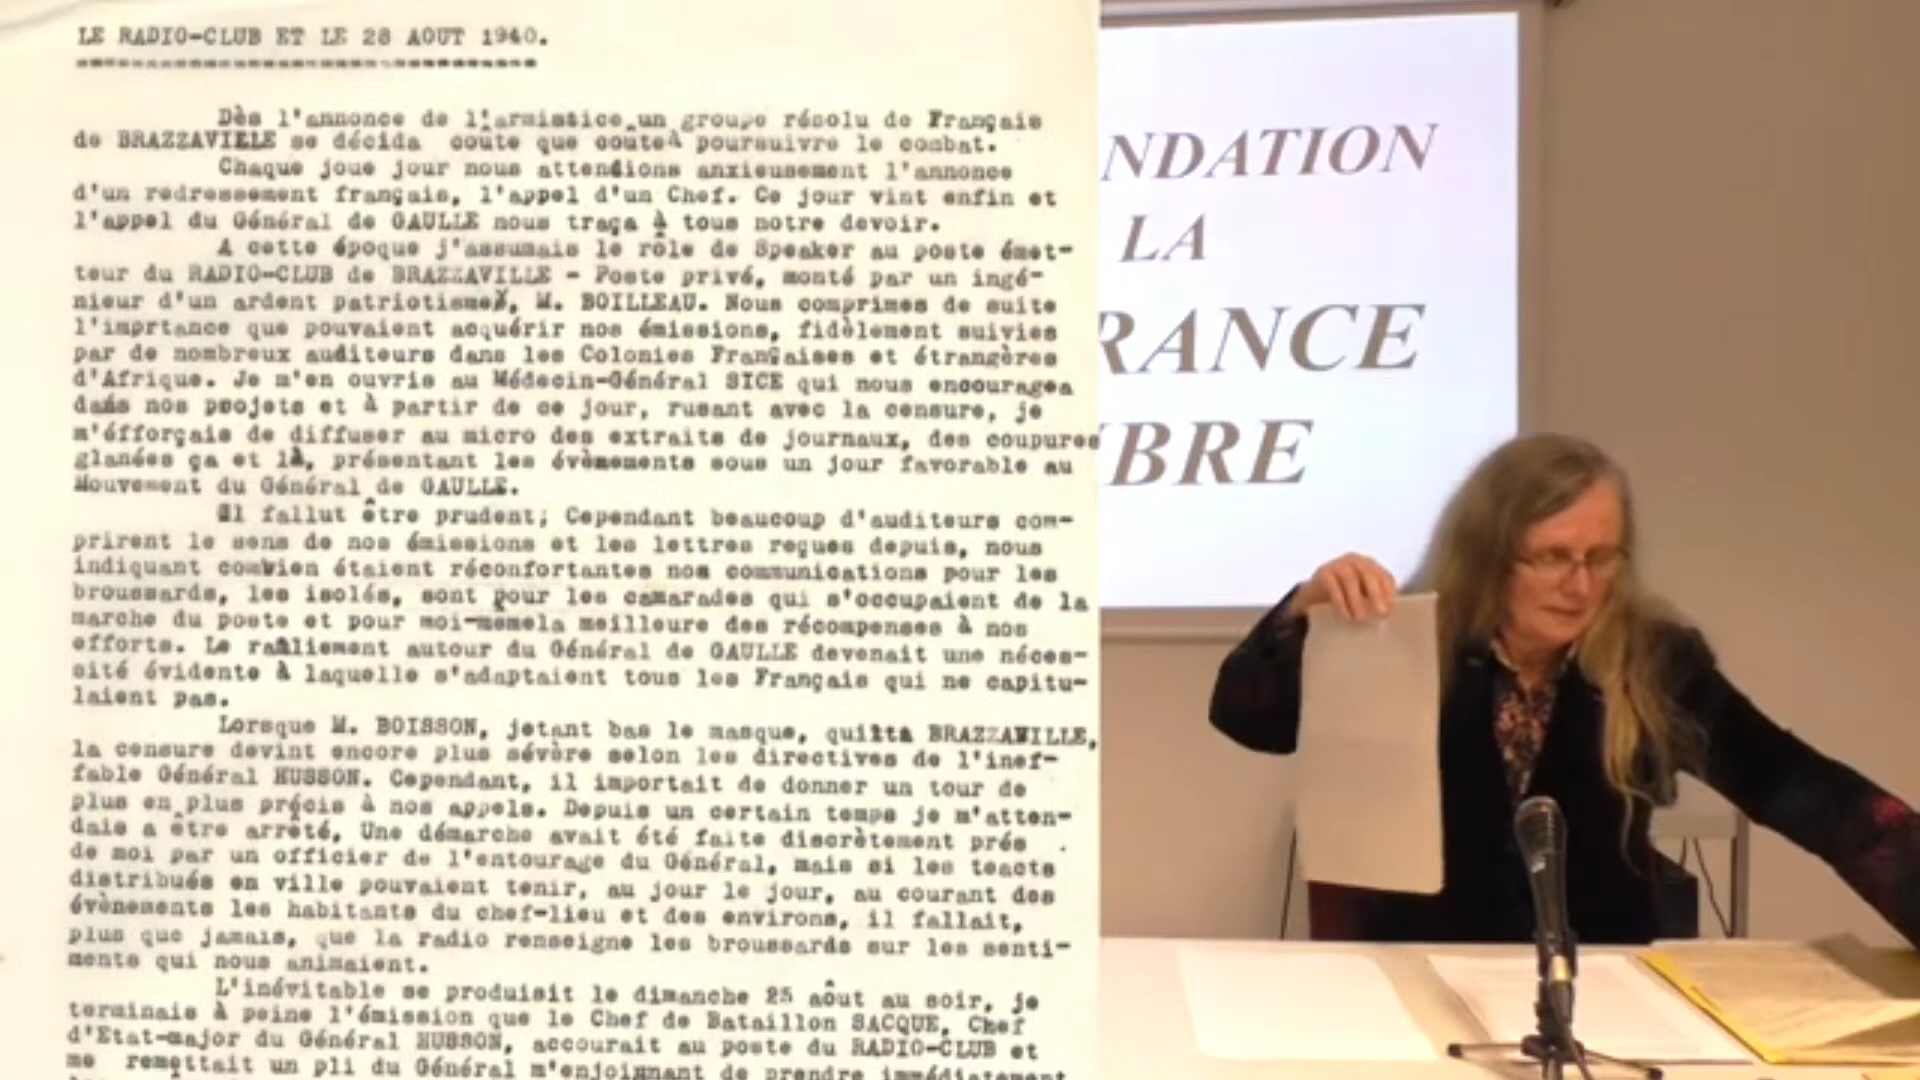 LE RADIO-CLUB ET LE 28 AOUT 1940.
Dès l'annonce de l'armistice un groupe résolu de Français
de BRAZZAVILLE se décida coute que coute à poursuivre le combat.
Chaque joue jour nous attendions anxieusement l'annonce
d'un redressement français, l'appel d'un Chef. Ce jour vint enfin et
l'appel du Général de GAULLE nous traça à tous notre devoir.
A cette époque j'assumais le rôle de Speaker au poste émet-
teur du RADIO-CLUB de BRAZZAVILLE - Poste privé, monté par un ingé-
nieur d'un ardent patriotisme, M. BOILLEAU. Nous comprimes de suite
l'imprtance que pouvaient acquérir nos émissions, fidèlement suivies
par de nombreux auditeurs dans les Colonies Françaises et étrangères
d'Afrique. Je m'en ouvris au Médecin-Général SICE qui nous encouragea
dans nos projets et à partir de ce jour, rusant avec la censure, je
m'éfforçais de diffuser au micro des extraits de journaux, des coupures
glanées ça et là, présentant les évènements sous un jour favorable au
Mouvement du Général de GAULLE.
Il fallut être prudent; Cependant beaucoup d'auditeurs com-
prirent le sens de nos émissions et les lettres reçues depuis, nous
indiquant combien étaient réconfortantes nos communications pour les
broussards, les isolés, sont pour les camarades qui s'occupaient de la
marche du poste et pour moi-memela meilleure des récompenses à nos
efforts. Le ralliement autour du Général de GAULLE devenait une néces-
sité évidente à laquelle s'adaptaient tous les Français qui ne capitu-
laient pas.
Lorsque M. BOISSON, jetant bas le masque, quitta BRAZZAVILLE,
la censure devint encore plus sévère selon les directives de l'inef-
fable Général HUSSON. Cependant, il importait de donner un tour de
plus en plus précis à nos appels. Depuis un certain temps je m'atten-
dais a être arrêté, Une démarche avait été faite discrètement prés
de moi par un officier de l'entourage du Général, mais si les teacts
distribués en ville pouvaient tenir, au jour le jour, au courant des
évènements les habitants du chef-lieu et des environs, il fallait,
plus que jamais, que la radio renseigne les broussards sur les senti-
ments qui nous animaient.
L'inévitable se produisit le dimanche 25 aôut au soir, je
terminais à peine l'émission que le Chef de Bataillon SACQUE, Chef
d'Etat-major du Général HUSSON, accourait au poste du RADIO-CLUB et
me remettait un pli du Général m'enjoignant de prendre immédiatement
NDATION
LA
RANCE
BRE